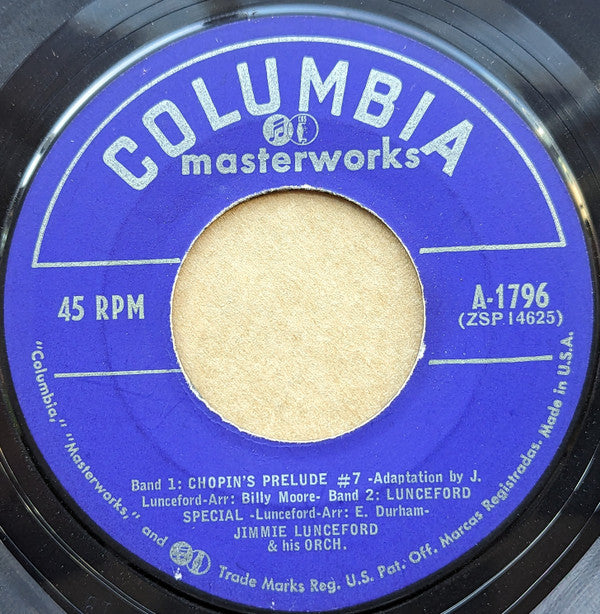 COLUMBIA
masterworks
45 RPM
A-1796
(ZSP 14625)
Band 1: CHOPIN'S PRELUDE #7 -Adaptation by J.
Lunceford-Arr: Billy Moore- Band 2: LUNCEFORD
SPECIAL -Lunceford-Arr: E. Durham-
JIMMIE LUNCEFORD
& his ORCH.
"Columbia," "Masterworks," and Trade Marks Reg. U.S. Pat. Off. Marcas Registradas. Made in U.S.A.